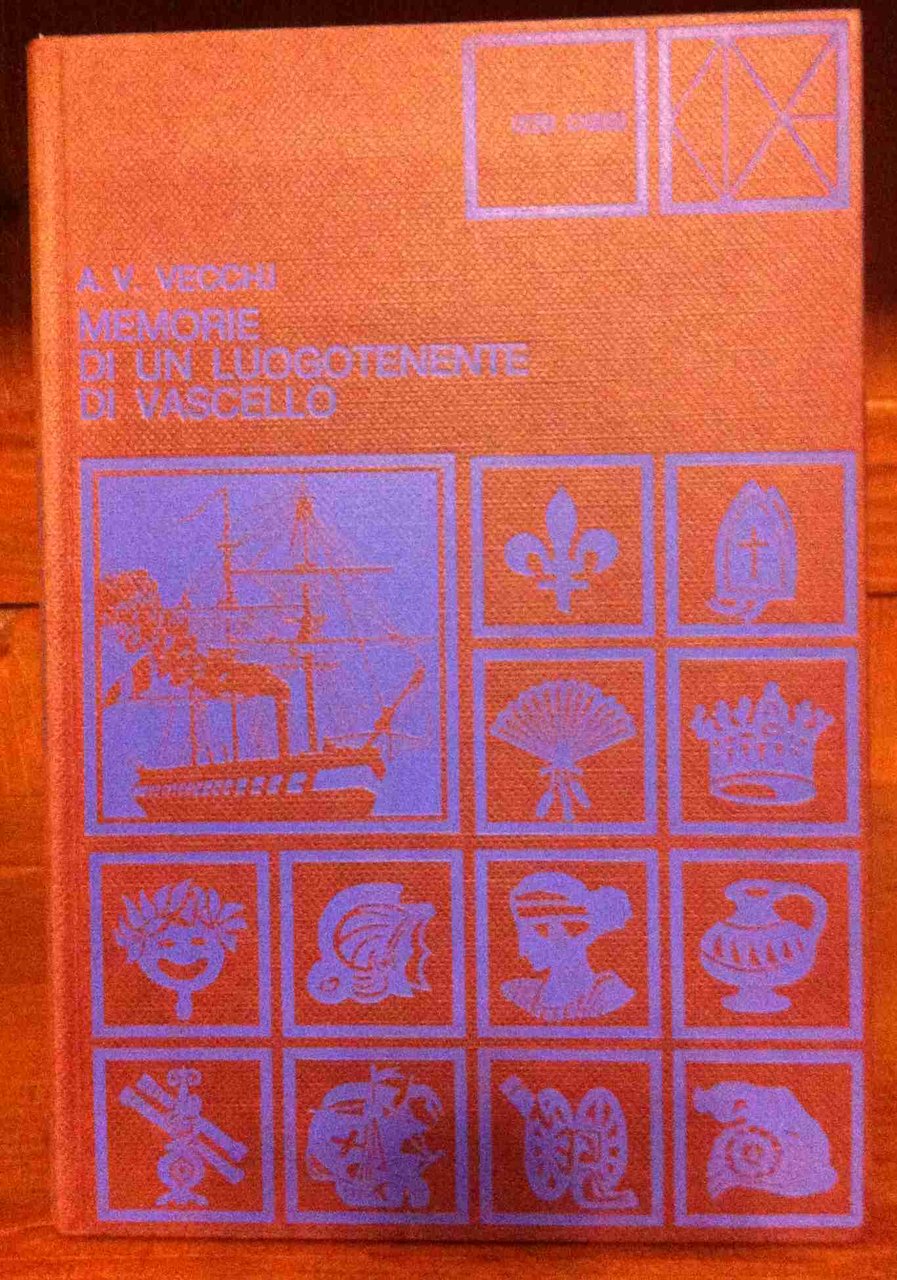 A. V. VECCHI
MEMORIE
DI UN LUOGOTENENTE
DI VASCELLO